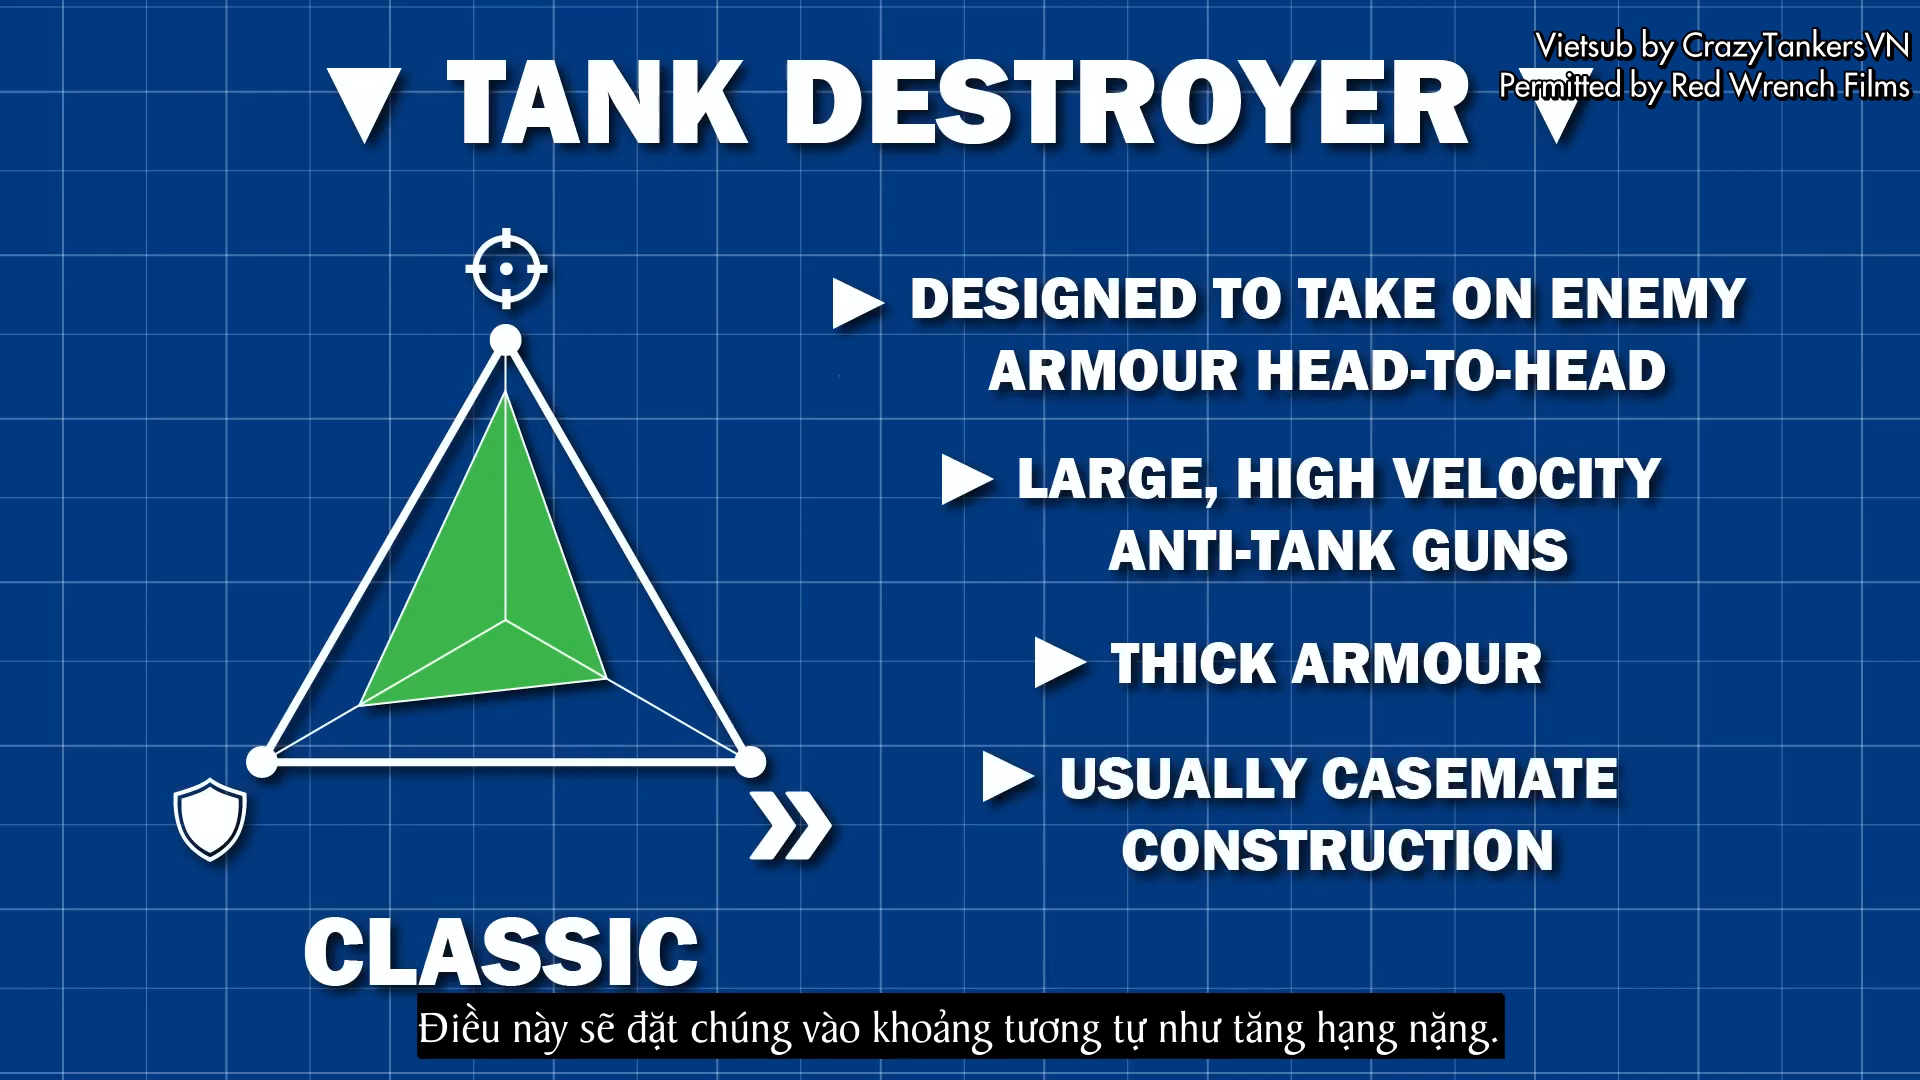 Vietsub by CrazyTankersVN
Permitted by Red Wrench Films
TANK DESTROYER
DESIGNED TO TAKE ON ENEMY
ARMOUR HEAD-TO-HEAD
LARGE, HIGH VELOCITY
ANTI-TANK GUNS
THICK ARMOUR
USUALLY CASEMATE
CONSTRUCTION
CLASSIC
Điều này sẽ đặt chúng vào khoảng tương tự như tăng hạng nặng.